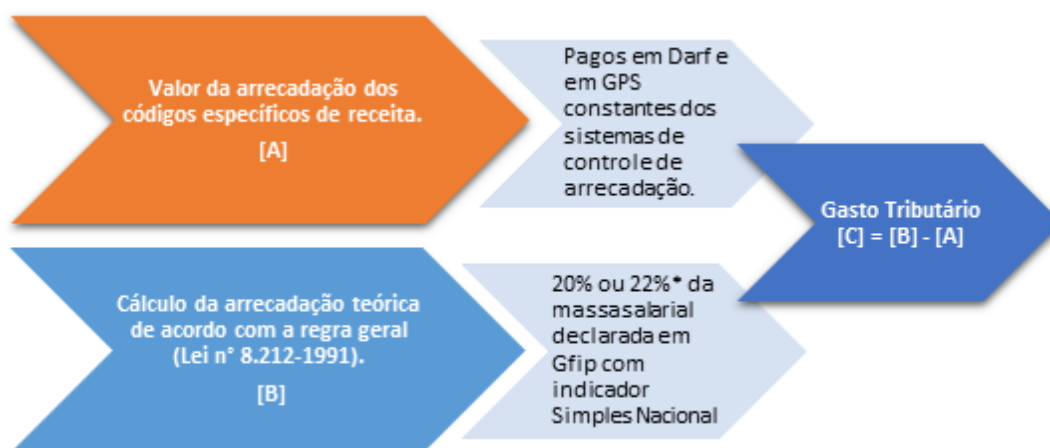 Valor da arrecadação dos
códigos específicos de receita.
[A]
Pagos em Darf e
em GPS
constantes dos
sistemas de
controle de
arrecadação.
Cálculo da arrecadação teórica
de acordo com a regra geral
(Lei n° 8.212-1991).
[B]
20% ou 22%* da
massa salarial
declarada em
Gfip com
indicador
Simples Nacional
Gasto Tributário
[C] = [B] - [A]